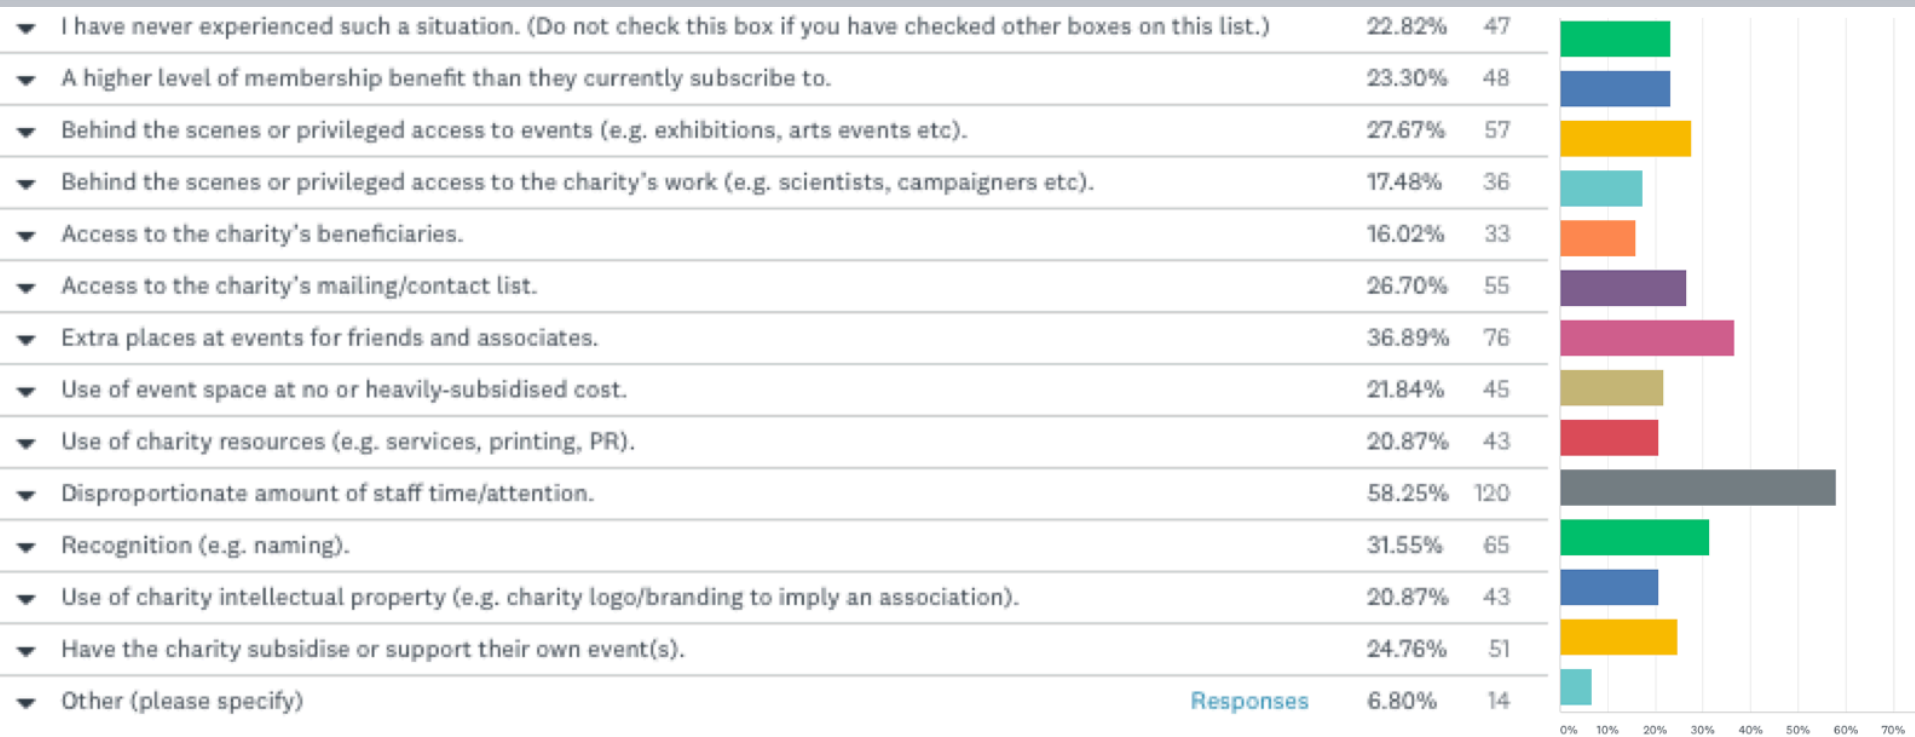 I have never experienced such a situation. (Do not check this box if you have checked other boxes on this list.) 22.82% 47
A higher level of membership benefit than they currently subscribe to. 23.30% 48
Behind the scenes or privileged access to events (e.g. exhibitions, arts events etc). 27.67% 57
Behind the scenes or privileged access to the charity's work (e.g. scientists, campaigners etc). 17.48% 36
Access to the charity's beneficiaries. 16.02% 33
Access to the charity's mailing/contact list. 26.70% 55
Extra places at events for friends and associates. 36.89% 76
Use of event space at no or heavily-subsidised cost. 21.84% 45
Use of charity resources (e.g. services, printing, PR). 20.87% 43
Disproportionate amount of staff time/attention. 58.25% 120
Recognition (e.g. naming). 31.55% 65
Use of charity intellectual property (e.g. charity logo/branding to imply an association). 20.87% 43
Have the charity subsidise or support their own event(s). 24.76% 51
Other (please specify) Responses 6.80% 14
0% 10% 20% 30% 40% 50% 60% 70%